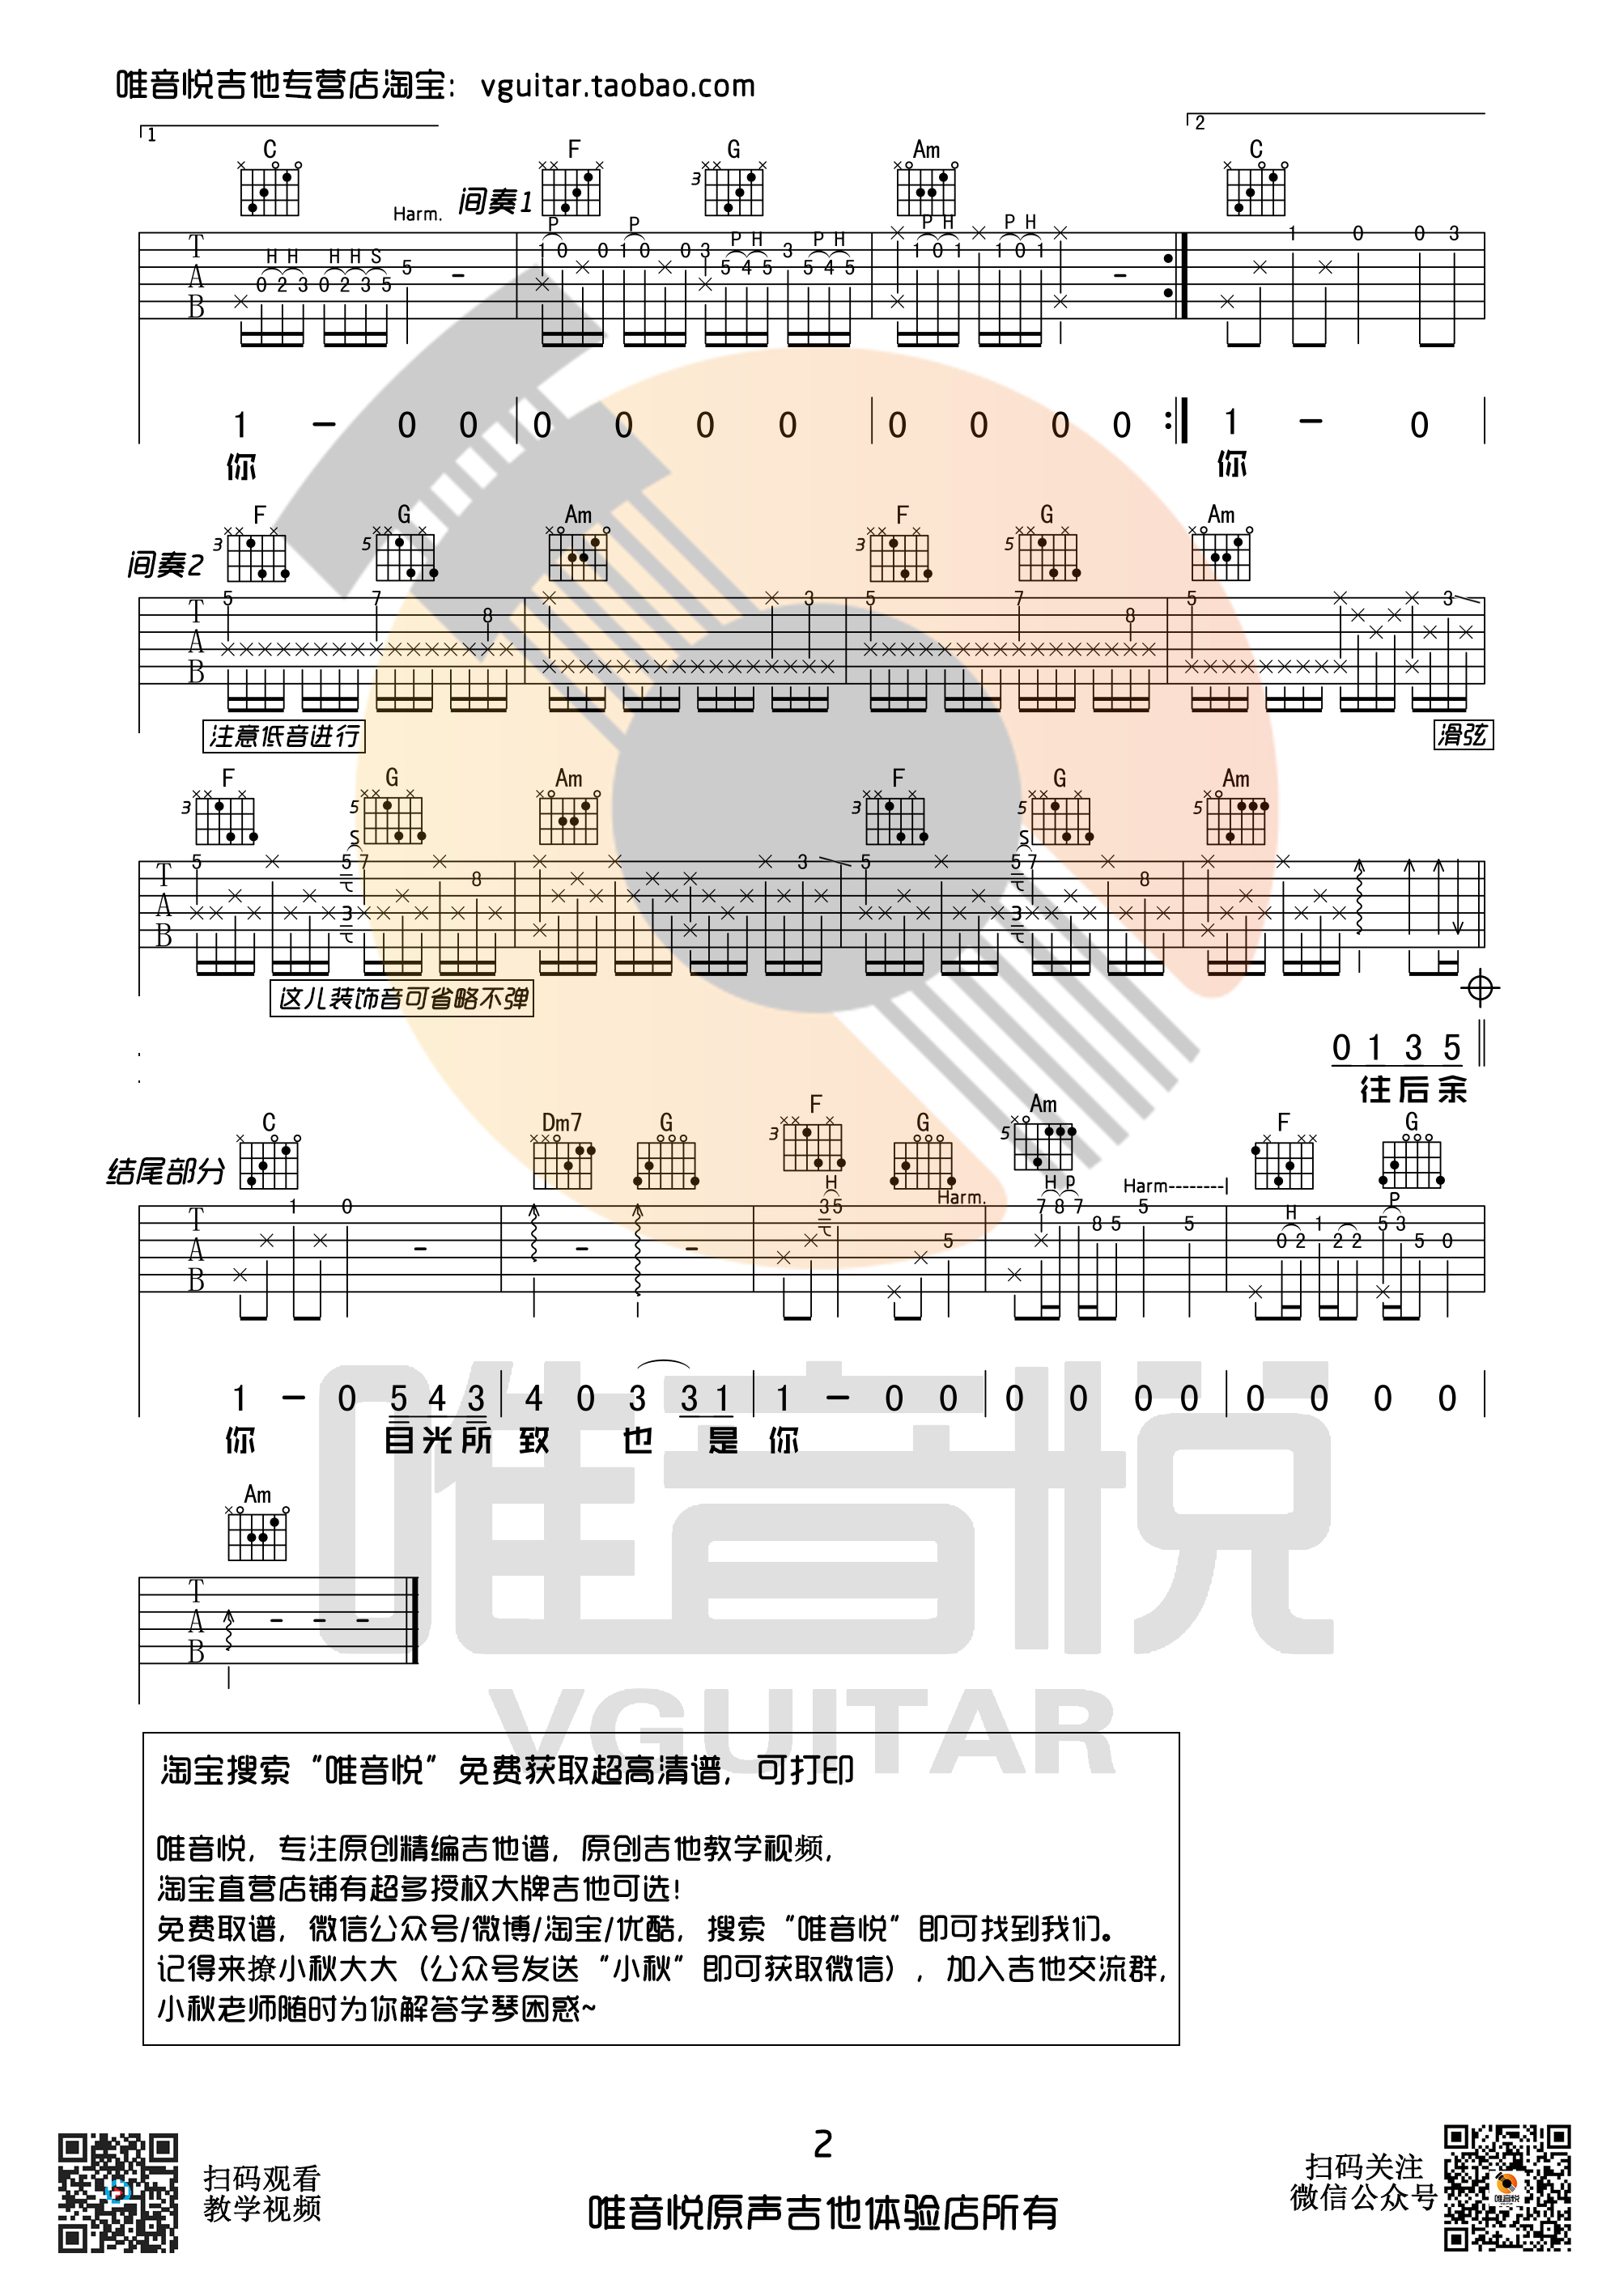 唯音悦吉他专营店淘宝：vguitar.taobao.com
1 2
C F G Am C
间奏1
Harm.
P P P H P H P H P H
H H H H S
T 1 0 0 1 0 0 3 5 4 5 3 5 4 5 1 0 1 1 0 1 1 0 0 3
A 0 2 3 0 2 3 5 5
B
1 - 0 0 0 0 0 0 0 0 0 0 1 - 0
你 你
F G Am F G Am
间奏2
3 5 3 5
5 7 8 3 5 7 8 5 3
T
A
B
注意低音进行 滑弦
F G Am F G Am
3 5 3 5 5
S S
5 5 7 8 3 5 5 7 8
T
A 3 3
B
这儿装饰音可省略不弹
0 1 3 5
往后余
C Dm7 G F G Am F G
结尾部分
3 5
H Harm. H P Harm--------| H P
1 0 3 5 5 7 8 7 8 5 5 5 0 2 1 2 2 5 3 5 0
T
A
B
1 - 0 5 4 3 4 0 3 3 1 1 - 0 0 0 0 0 0 0 0 0 0
你 目光所 致 也 是 你
Am
T
A
B
唯音悦
VGUITAR
淘宝搜索“唯音悦”免费获取超高清谱，可打印
唯音悦，专注原创精编吉他谱，原创吉他教学视频，
淘宝直营店铺有超多授权大牌吉他可选！
免费取谱，微信公众号/微博/淘宝/优酷，搜索“唯音悦”即可找到我们。
记得来撩小秋大大（公众号发送“小秋”即可获取微信），加入吉他交流群，
小秋老师随时为你解答学琴困惑~
2
扫码观看
教学视频
唯音悦原声吉他体验店所有
扫码关注
微信公众号
唯音悦